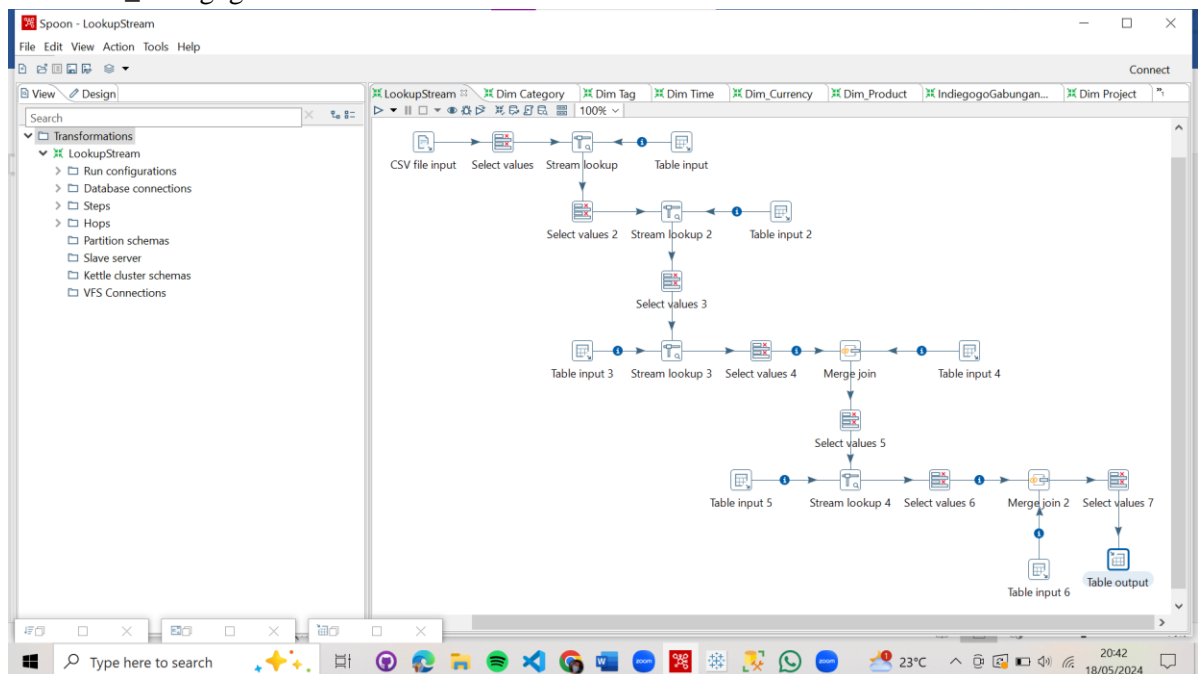 Spoon - LookupStream
File Edit View Action Tools Help
Connect
View Design
Search
Transformations
LookupStream
Run configurations
Database connections
Steps
Hops
Partition schemas
Slave server
Kettle cluster schemas
VFS Connections
LookupStream Dim Category Dim Tag Dim Time Dim_Currency Dim_Product IndiegogoGabungan... Dim Project
100%
CSV file input Select values Stream lookup Table input
Select values 2 Stream lookup 2 Table input 2
Select values 3
Table input 3 Stream lookup 3 Select values 4 Merge join Table input 4
Select values 5
Table input 5 Stream lookup 4 Select values 6 Merge join 2 Select values 7
Table input 6 Table output
Type here to search
zoom
zoom
23°C
20:42
18/05/2024